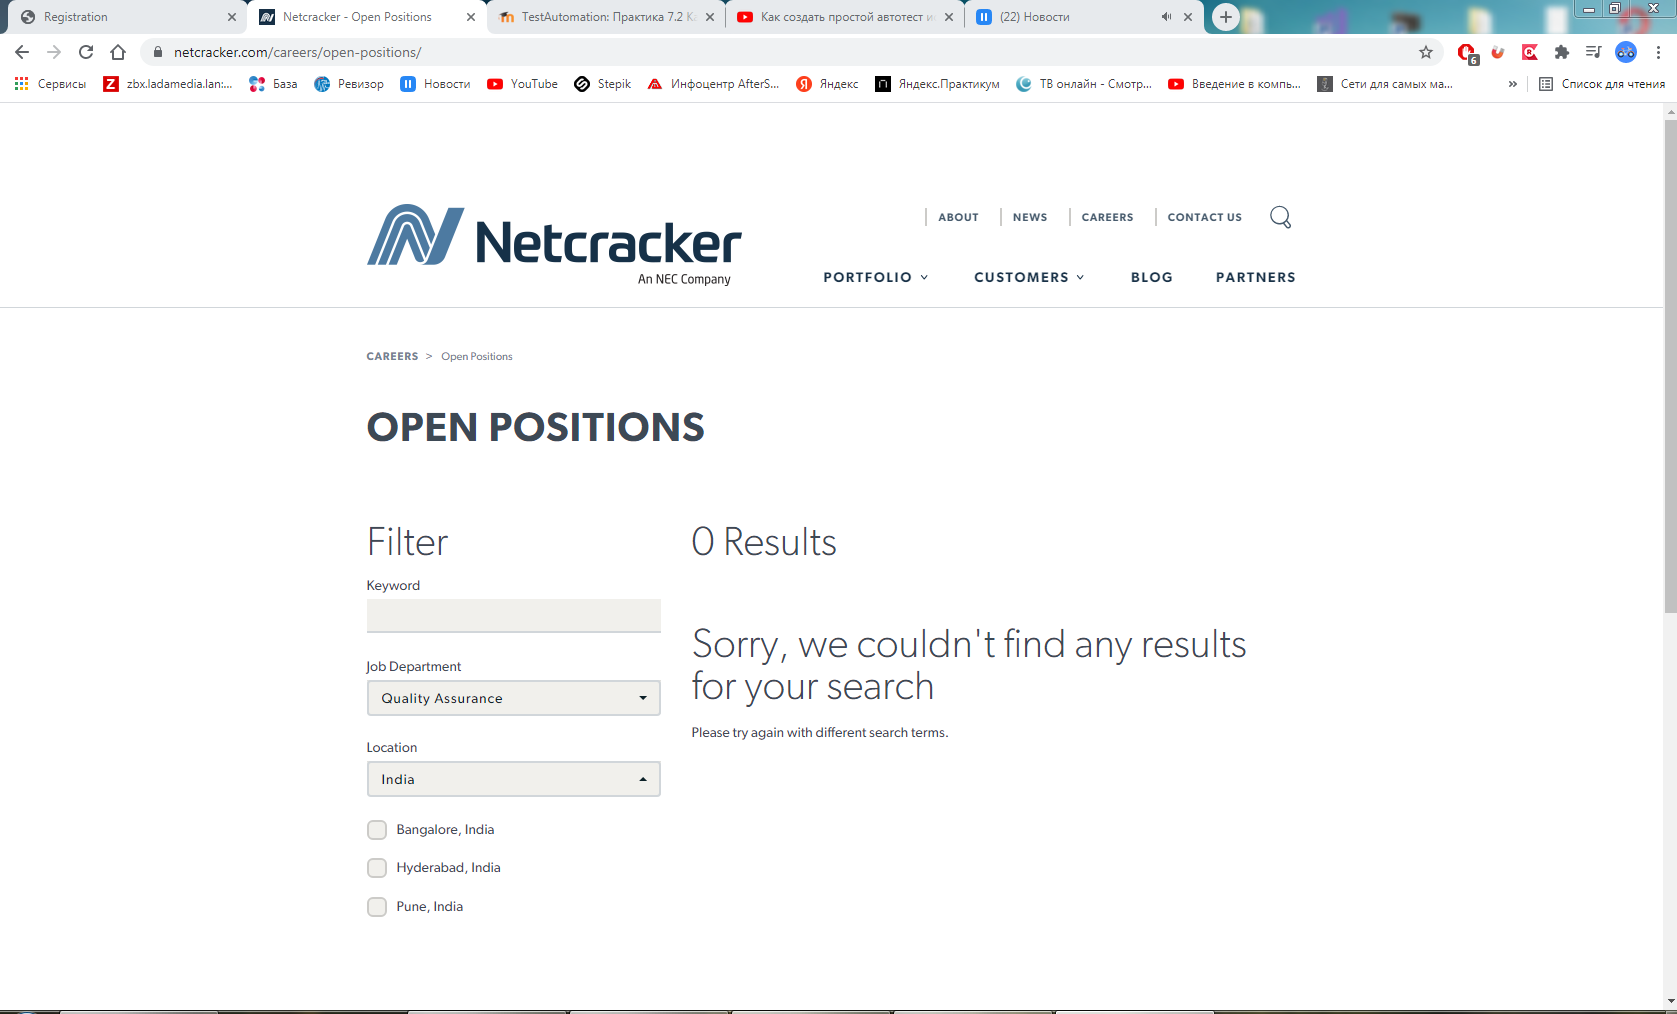 Registration
Netcracker - Open Positions
TestAutomation: Практика 7.2 К
Как создать простой автотест и
(22) Новости
netcracker.com/careers/open-positions/
6
Сервисы
zbx.ladamedia.lan:...
База
Ревизор
Новости
YouTube
Stepik
Инфоцентр AfterS...
Яндекс
Яндекс.Практикум
ТВ онлайн - Смотр...
Введение в компь...
Сети для самых ма...
»
Список для чтения
ABOUT
NEWS
CAREERS
CONTACT US
Netcracker
An NEC Company
PORTFOLIO
CUSTOMERS
BLOG
PARTNERS
CAREERS > Open Positions
OPEN POSITIONS
Filter
Keyword
Job Department
Quality Assurance
Location
India
Bangalore, India
Hyderabad, India
Pune, India
0 Results
Sorry, we couldn't find any results
for your search
Please try again with different search terms.